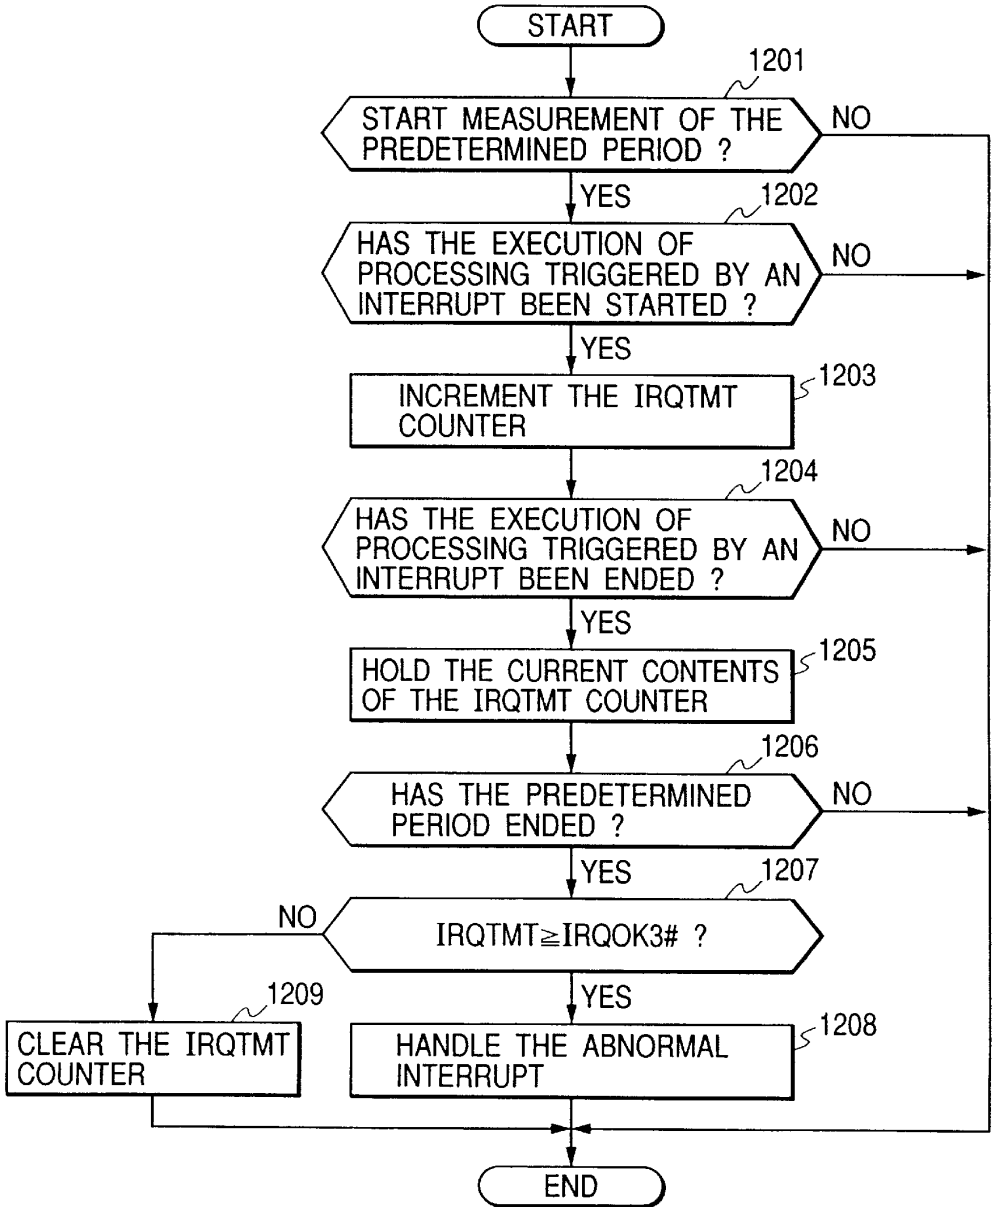 START
1201
START MEASUREMENT OF THE
PREDETERMINED PERIOD ?
NO
YES
1202
HAS THE EXECUTION OF
PROCESSING TRIGGERED BY AN
INTERRUPT BEEN STARTED ?
NO
YES
1203
INCREMENT THE IRQTMT
COUNTER
1204
HAS THE EXECUTION OF
PROCESSING TRIGGERED BY AN
INTERRUPT BEEN ENDED ?
NO
YES
1205
HOLD THE CURRENT CONTENTS
OF THE IRQTMT COUNTER
1206
HAS THE PREDETERMINED
PERIOD ENDED ?
NO
YES
1207
IRQTMT≧IRQOK3# ?
NO
YES
1209
CLEAR THE IRQTMT
COUNTER
1208
HANDLE THE ABNORMAL
INTERRUPT
END